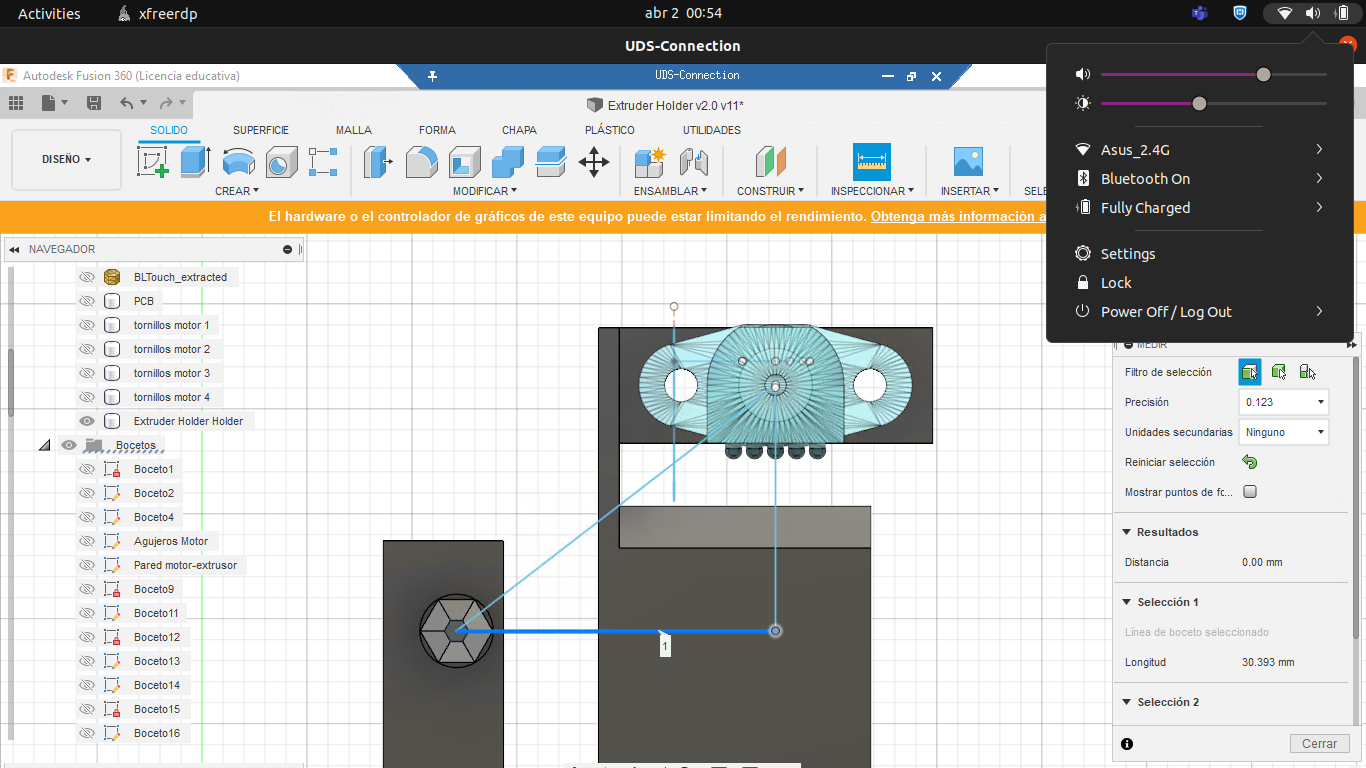 Activities
xfreerdp
abr 2 00:54
UDS-Connection
Autodesk Fusion 360 (Licencia educativa)
UDS-Connection
Extruder Holder v2.0 v11*
DISEÑO
SOLIDO
SUPERFICIE
MALLA
FORMA
CHAPA
PLÁSTICO
UTILIDADES
CREAR
MODIFICAR
ENSAMBLAR
CONSTRUIR
INSPECCIONAR
INSERTAR
El hardware o el controlador de gráficos de este equipo puede estar limitando el rendimiento. Obtenga más información a
NAVEGADOR
BLTouch_extracted
PCB
tornillos motor 1
tornillos motor 2
tornillos motor 3
tornillos motor 4
Extruder Holder Holder
Bocetos
Boceto1
Boceto2
Boceto4
Agujeros Motor
Pared motor-extrusor
Boceto9
Boceto11
Boceto12
Boceto13
Boceto14
Boceto15
Boceto16
1
Asus_2.4G
Bluetooth On
Fully Charged
Settings
Lock
Power Off / Log Out
MEDIR
Filtro de selección
Precisión
0.123
Unidades secundarias
Ninguno
Reiniciar selección
Mostrar puntos de fo...
Resultados
Distancia
0.00 mm
Selección 1
Línea de boceto seleccionado
Longitud
30.393 mm
Selección 2
Cerrar